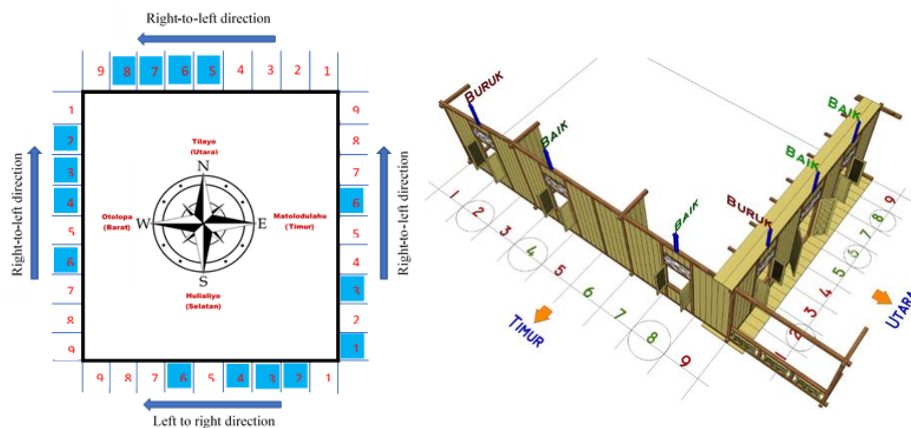 Right-to-left direction
9 8 7 6 5 4 3 2 1
1 2 3 4 5 6 7 8 9
Right-to-left direction
Tilayo
(Utara)
N
Otolopa
(Barat)
W
E
Matolodulahu
(Timur)
S
Hulialiyo
(Selatan)
9 8 7 6 5 4 3 2 1
Right-to-left direction
9 8 7 6 5 4 3 2 1
Left to right direction
BURUK
BAIK
BAIK
BURUK
BAIK
BAIK
1 2 3 4 5 6 7 8 9
TIMUR
1 2 3 4 5 6 7 8 9
UTARA